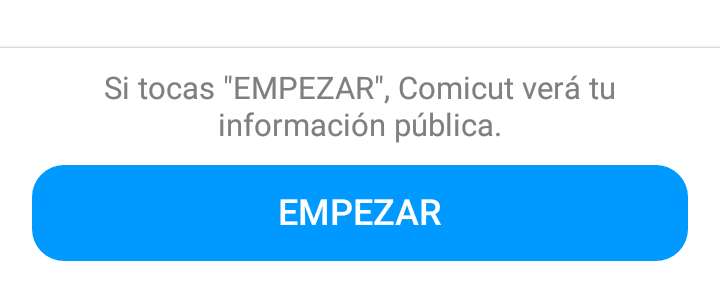 Si tocas "EMPEZAR", Comicut verá tu
información pública.
EMPEZAR